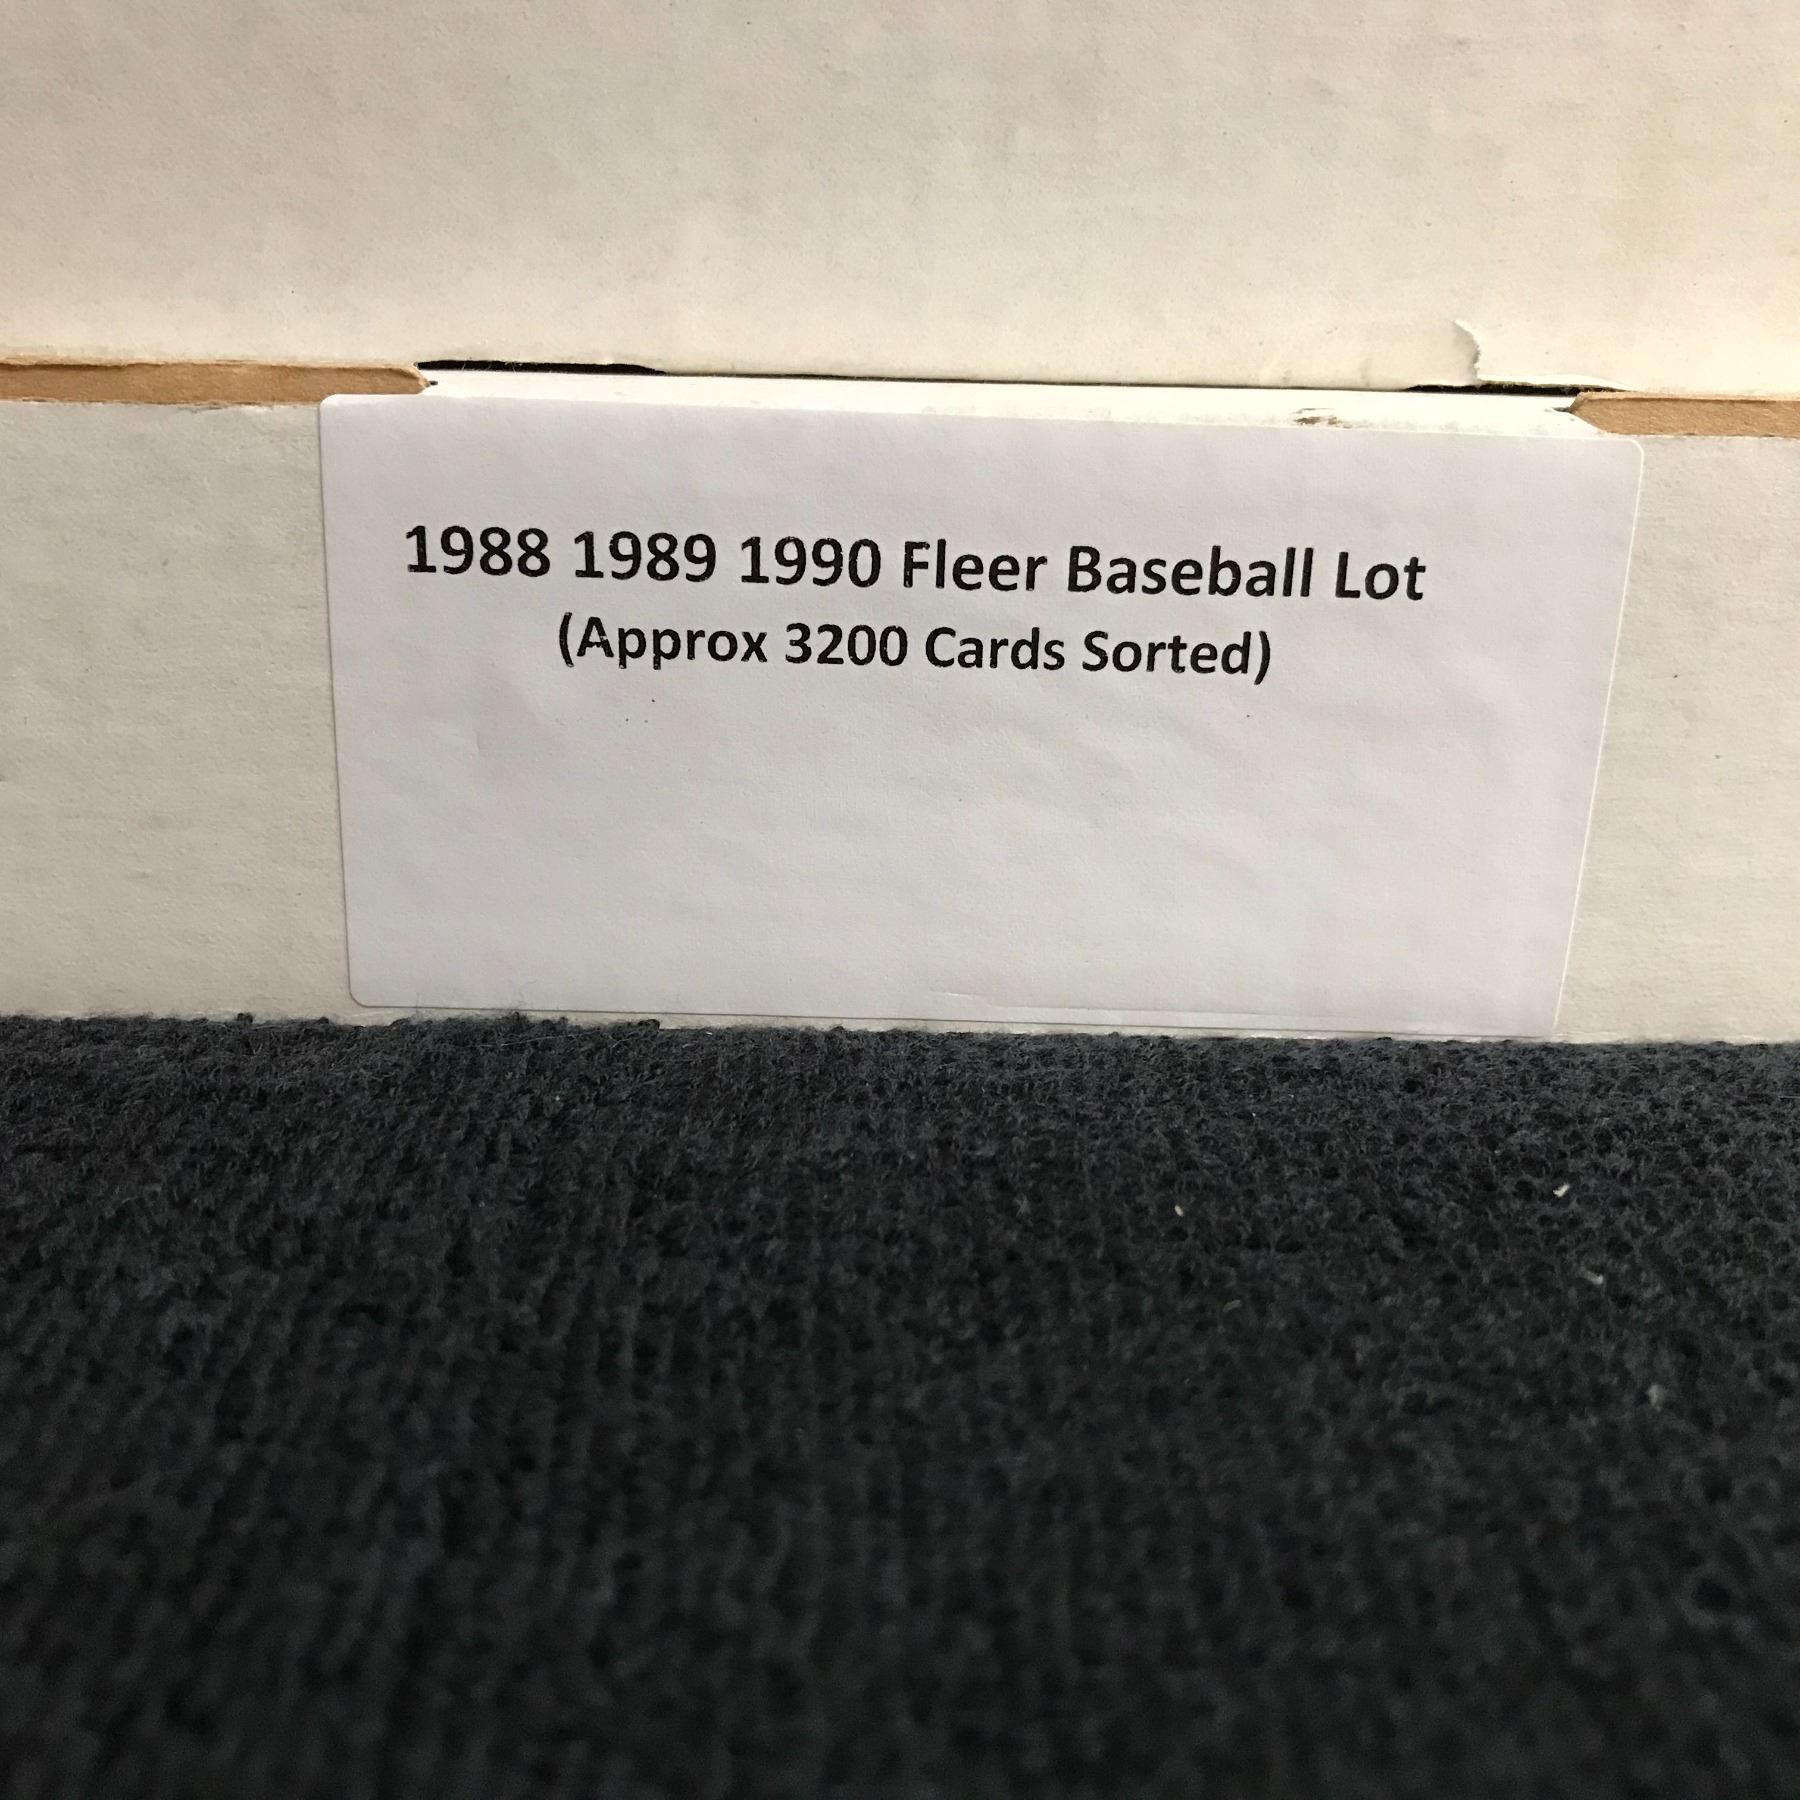 1988 1989 1990 Fleer Baseball Lot
(Approx 3200 Cards Sorted)